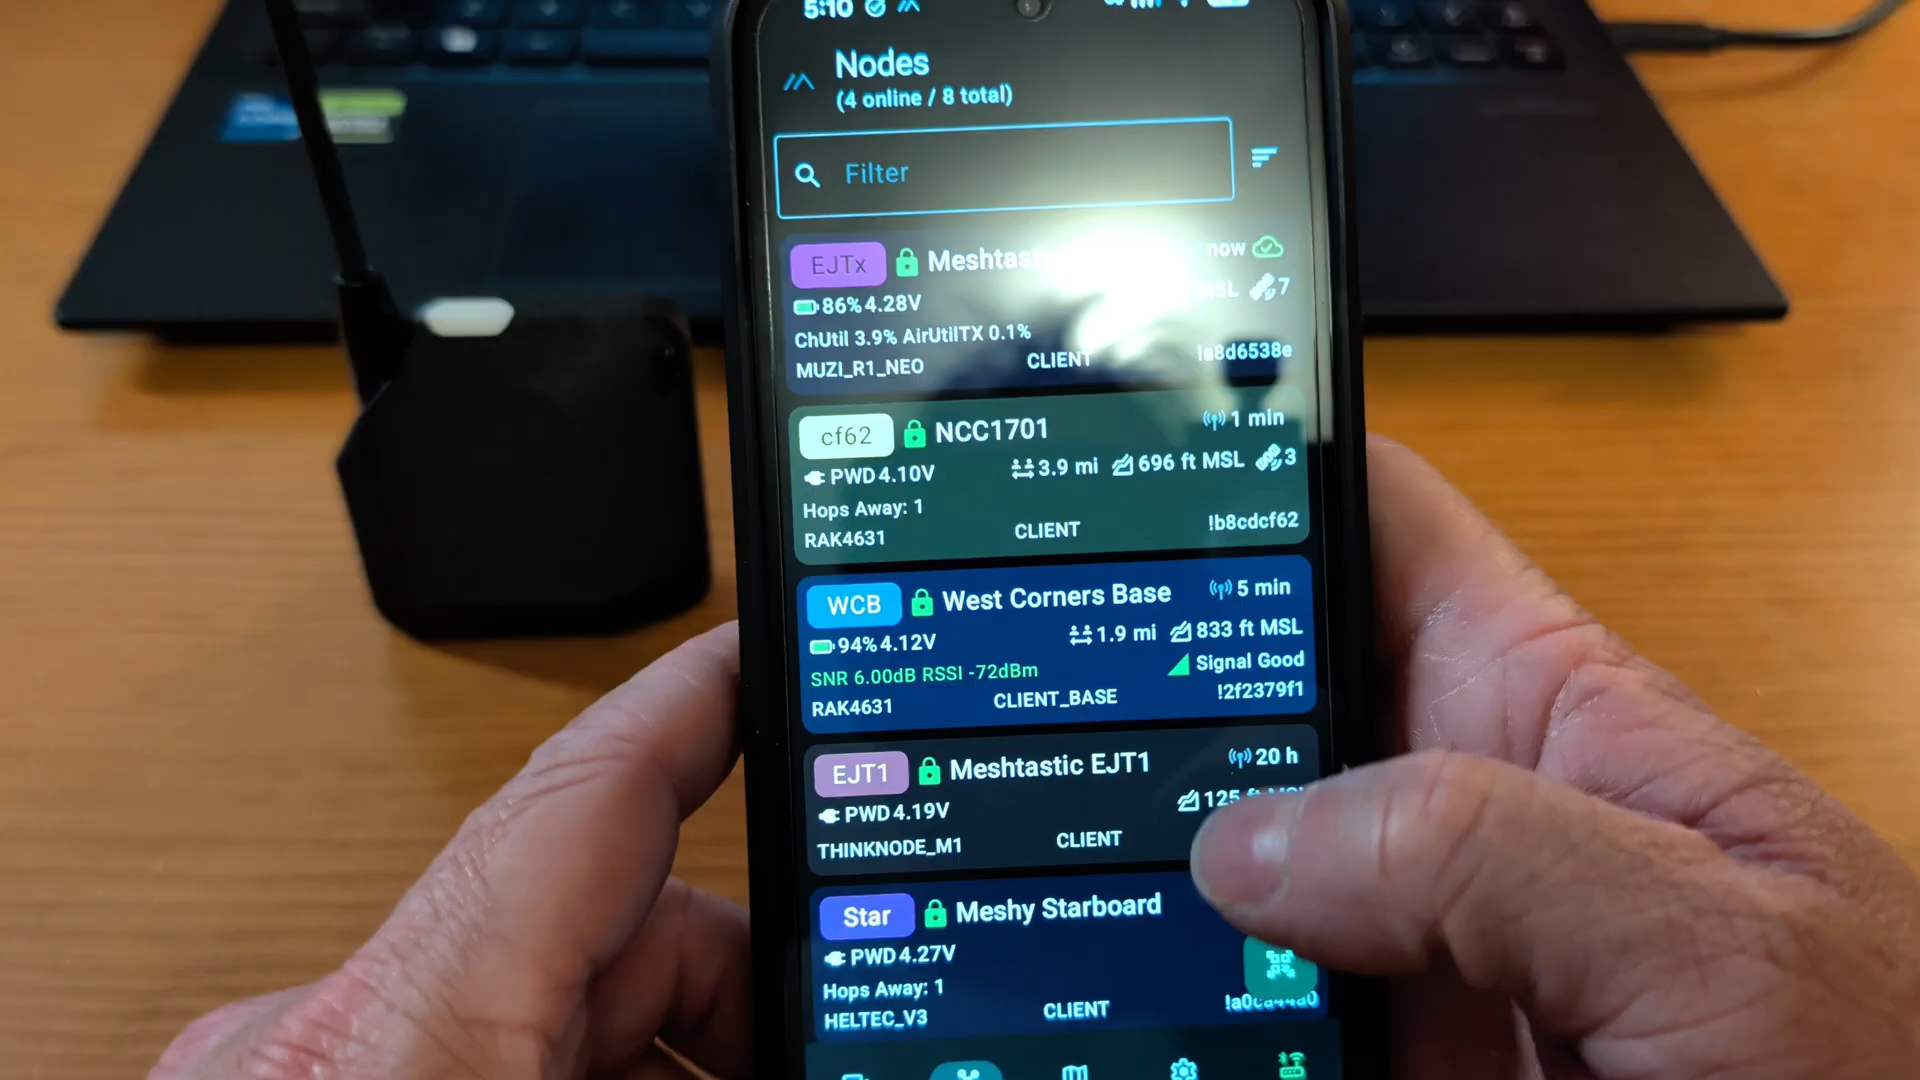 5:10
Nodes
(4 online / 8 total)
Filter
EJTx Meshtas now
86% 4.28V MSL 7
ChUtil 3.9% AirUtilTX 0.1%
MUZI_R1_NEO CLIENT !a8d6538e
cf62 NCC1701 1 min
PWD 4.10V 3.9 mi 696 ft MSL 3
Hops Away: 1
RAK4631 CLIENT !b8cdcf62
WCB West Corners Base 5 min
94% 4.12V 1.9 mi 833 ft MSL
SNR 6.00dB RSSI -72dBm Signal Good
RAK4631 CLIENT_BASE !2f2379f1
EJT1 Meshtastic EJT1 20 h
PWD 4.19V 125 ft MSL
THINKNODE_M1 CLIENT
Star Meshy Starboard
PWD 4.27V
Hops Away: 1
HELTEC_V3 CLIENT